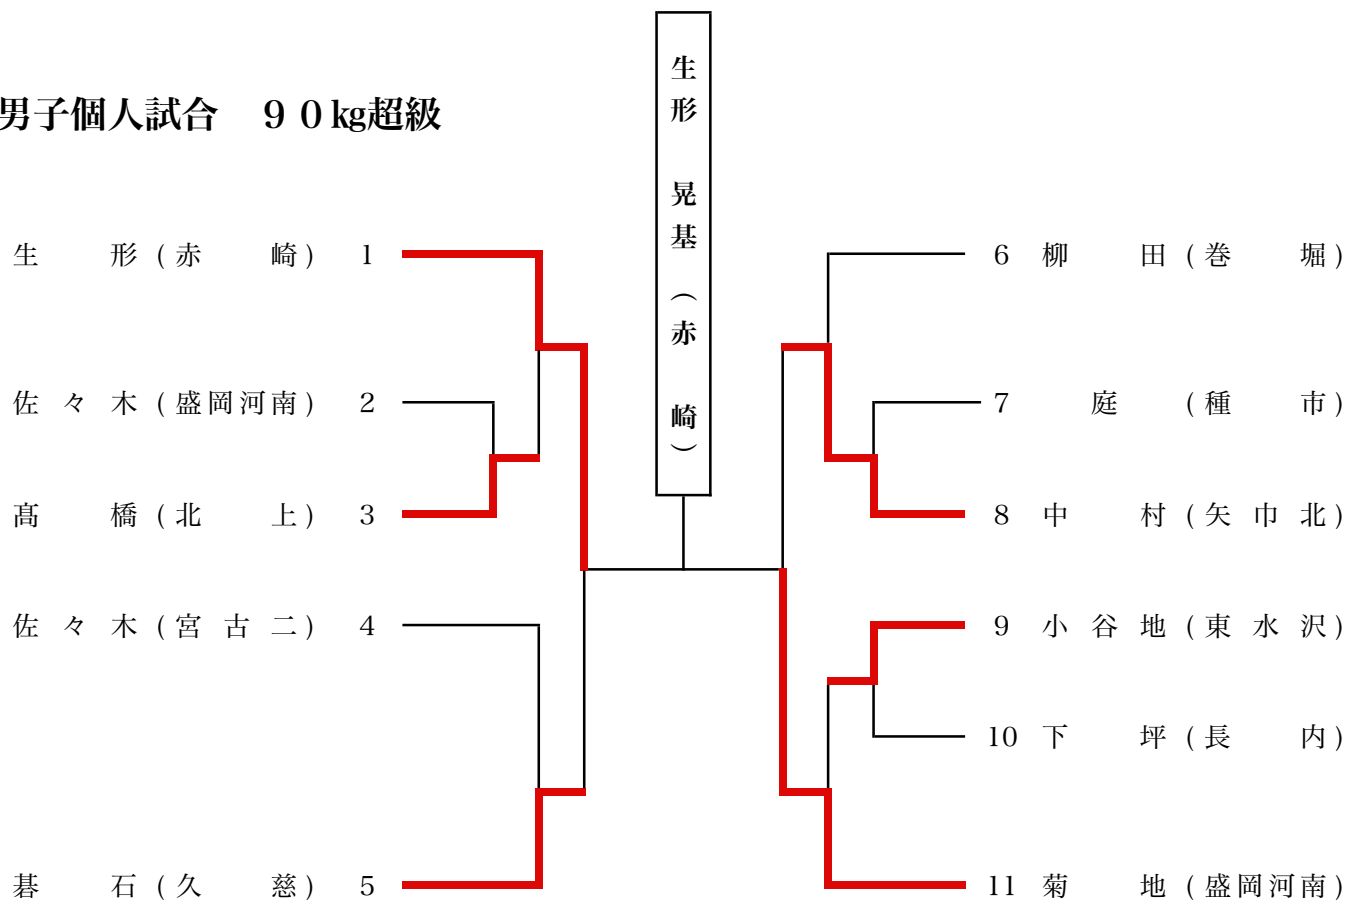 男子個人試合　９０㎏超級
生形　晃基（赤　崎）
生　形(赤　崎) 1
佐々木(盛岡河南) 2
髙　橋(北　上) 3
佐々木(宮古二) 4
碁　石(久　慈) 5
6 柳　田(巻　堀)
7 庭(種　市)
8 中　村(矢巾北)
9 小谷地(東水沢)
10 下　坪(長　内)
11 菊　地(盛岡河南)